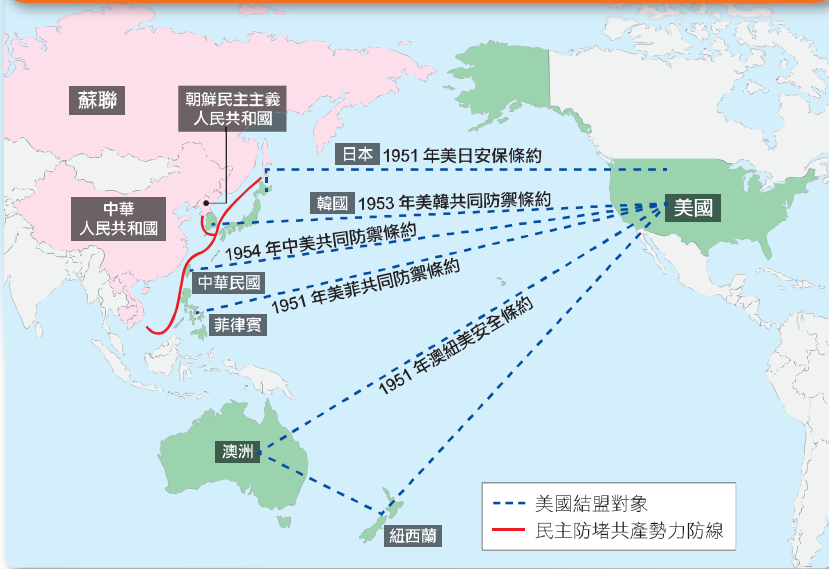 蘇聯
朝鮮民主主義
人民共和國
中華
人民共和國
日本 1951 年美日安保條約
韓國 1953 年美韓共同防禦條約
美國
1954 年中美共同防禦條約
中華民國
1951 年美菲共同防禦條約
菲律賓
1951 年澳紐美安全條約
澳洲
紐西蘭
美國結盟對象
民主防堵共產勢力防線